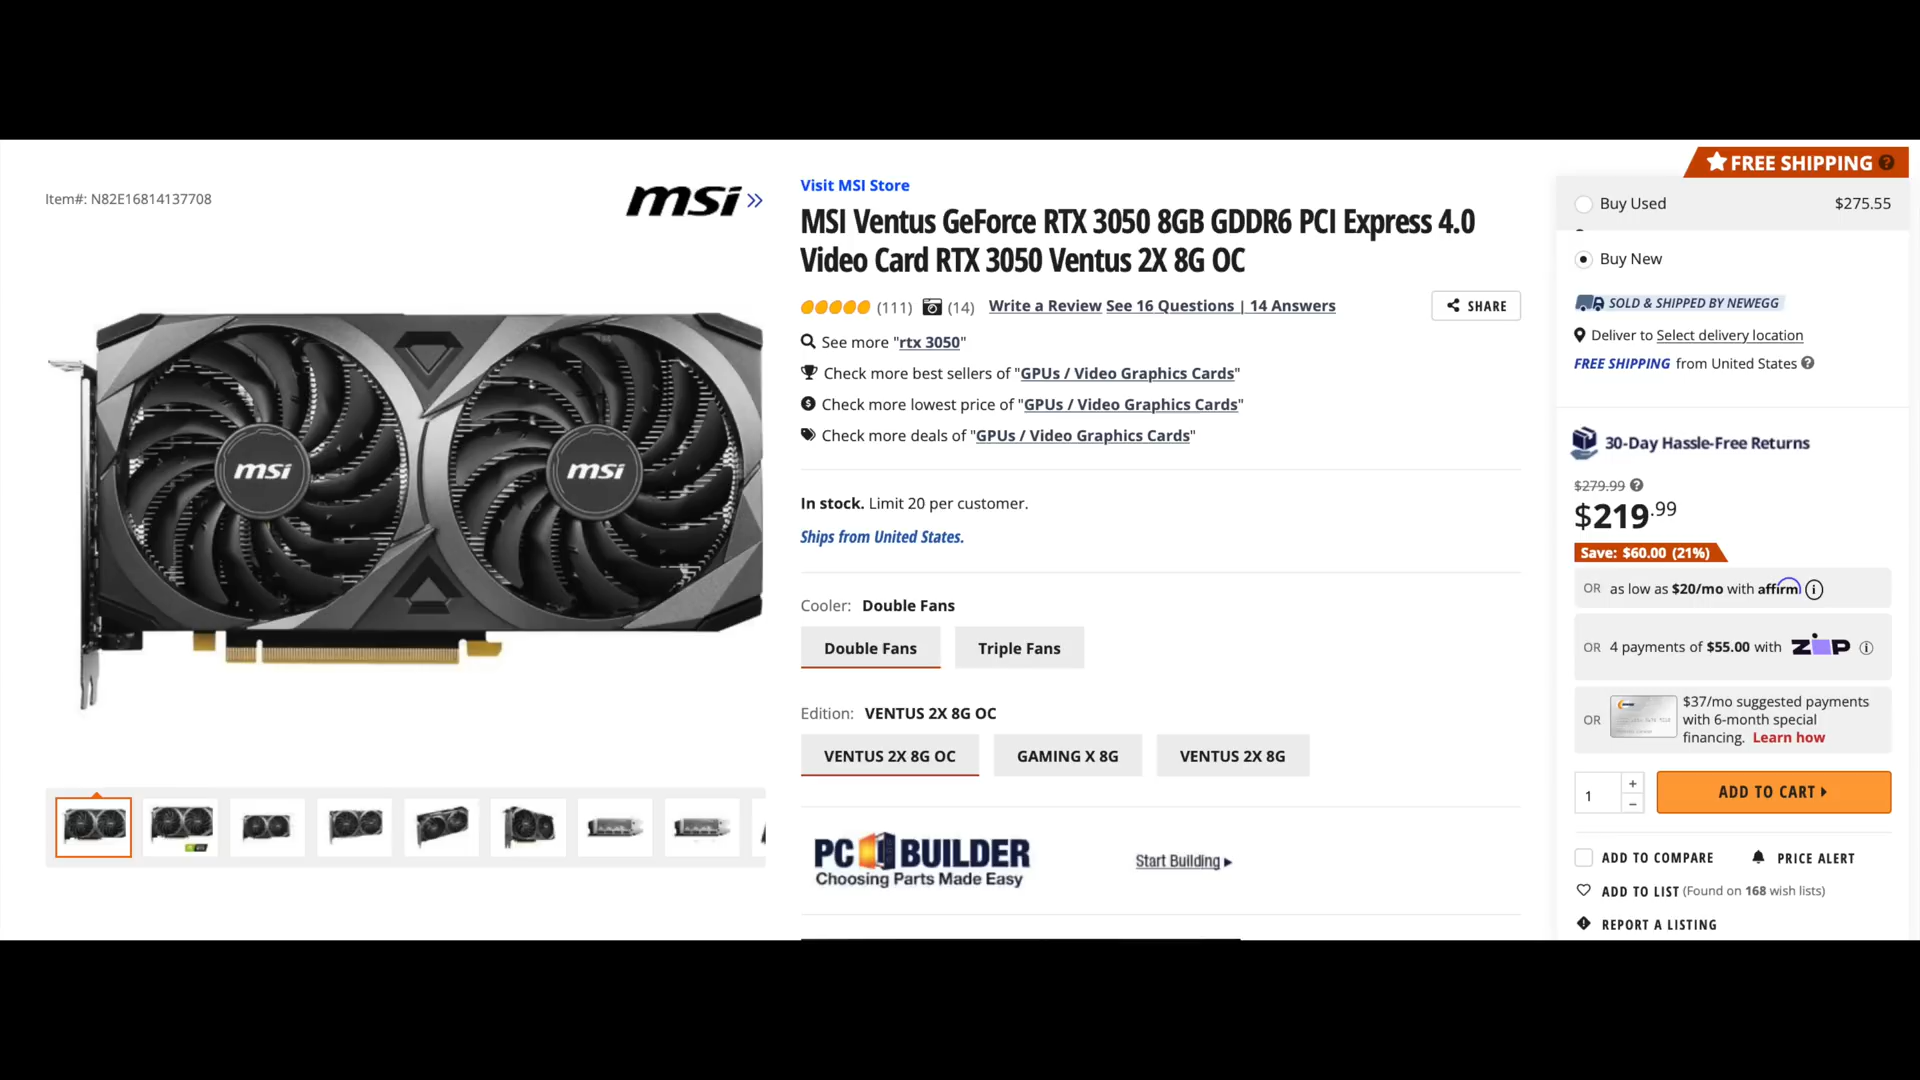 FREE SHIPPING
Item#: N82E16814137708
msi
Visit MSI Store
MSI Ventus GeForce RTX 3050 8GB GDDR6 PCI Express 4.0
Video Card RTX 3050 Ventus 2X 8G OC
(111) (14) Write a Review See 16 Questions | 14 Answers
SHARE
See more "rtx 3050"
Check more best sellers of "GPUs / Video Graphics Cards"
Check more lowest price of "GPUs / Video Graphics Cards"
Check more deals of "GPUs / Video Graphics Cards"
msi
msi
In stock. Limit 20 per customer.
Ships from United States.
Cooler: Double Fans
Double Fans
Triple Fans
Edition: VENTUS 2X 8G OC
VENTUS 2X 8G OC
GAMING X 8G
VENTUS 2X 8G
PC BUILDER
Choosing Parts Made Easy
Start Building
Buy Used $275.55
Buy New
SOLD & SHIPPED BY NEWEGG
Deliver to Select delivery location
FREE SHIPPING from United States
30-Day Hassle-Free Returns
$279.99
$219.99
Save: $60.00 (21%)
OR as low as $20/mo with affirm
OR 4 payments of $55.00 with ZIP
OR
$37/mo suggested payments
with 6-month special
financing. Learn how
1
+
−
ADD TO CART
ADD TO COMPARE
PRICE ALERT
ADD TO LIST (Found on 168 wish lists)
REPORT A LISTING